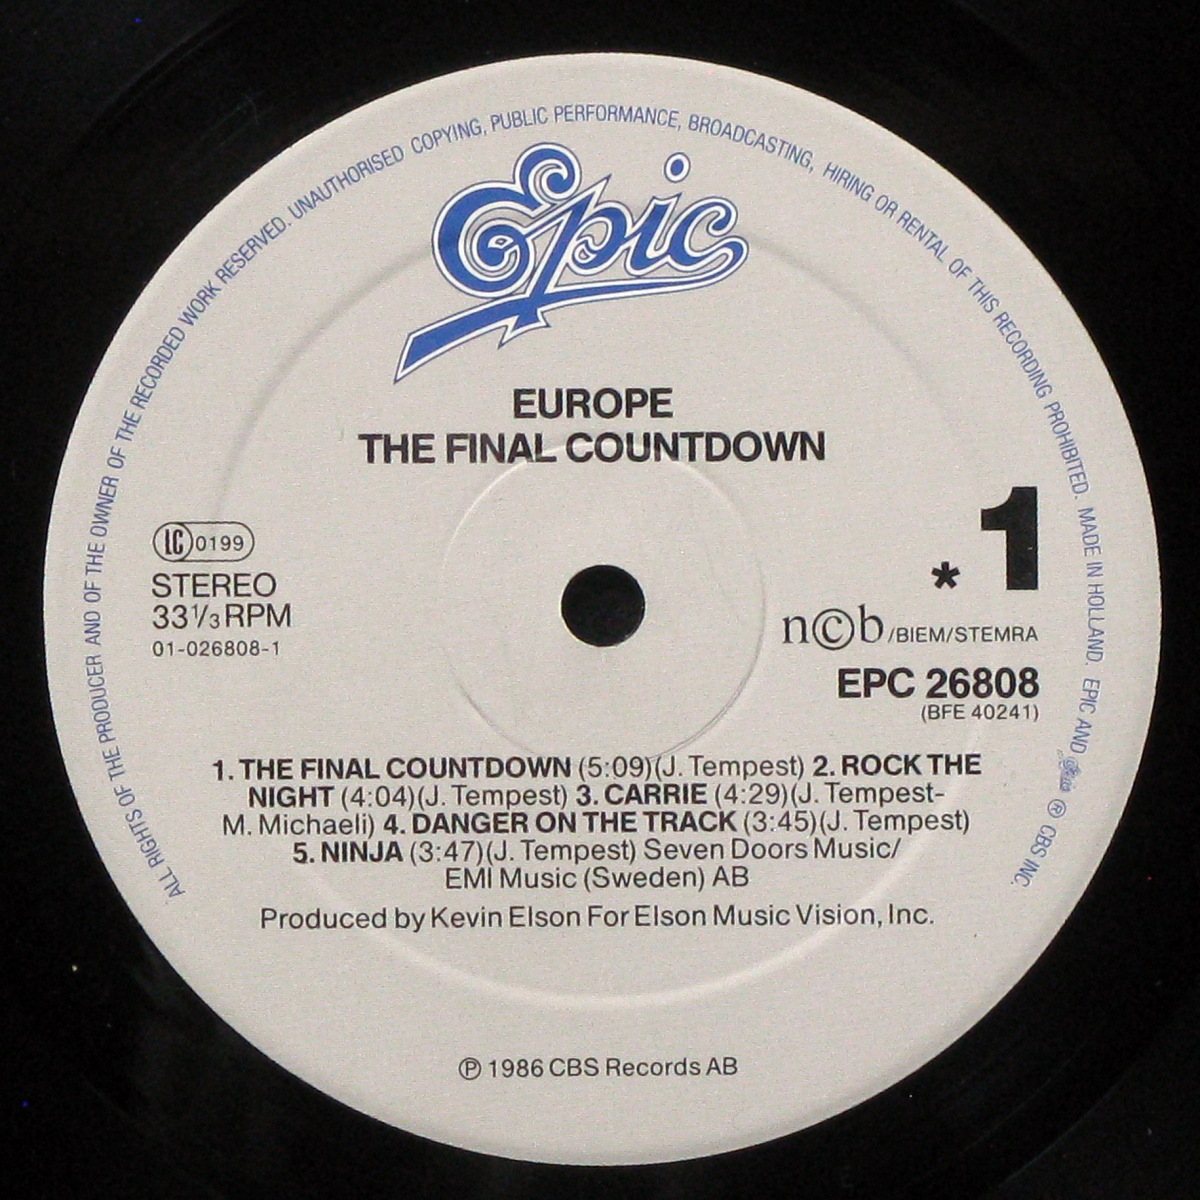 ALL RIGHTS OF THE PRODUCER AND OF THE OWNER OF THE RECORDED WORK RESERVED. UNAUTHORISED COPYING, PUBLIC PERFORMANCE, BROADCASTING, HIRING OR RENTAL OF THIS RECORDING PROHIBITED. MADE IN HOLLAND. EPIC AND Epic ® CBS INC.
Epic
EUROPE
THE FINAL COUNTDOWN
LC 0199
STEREO
33⅓ RPM
01-026808-1
* 1
n©b/BIEM/STEMRA
EPC 26808
(BFE 40241)
1. THE FINAL COUNTDOWN (5:09)(J. Tempest) 2. ROCK THE
NIGHT (4:04)(J. Tempest) 3. CARRIE (4:29)(J. Tempest-
M. Michaeli) 4. DANGER ON THE TRACK (3:45)(J. Tempest)
5. NINJA (3:47)(J. Tempest) Seven Doors Music/
EMI Music (Sweden) AB
Produced by Kevin Elson For Elson Music Vision, Inc.
℗ 1986 CBS Records AB